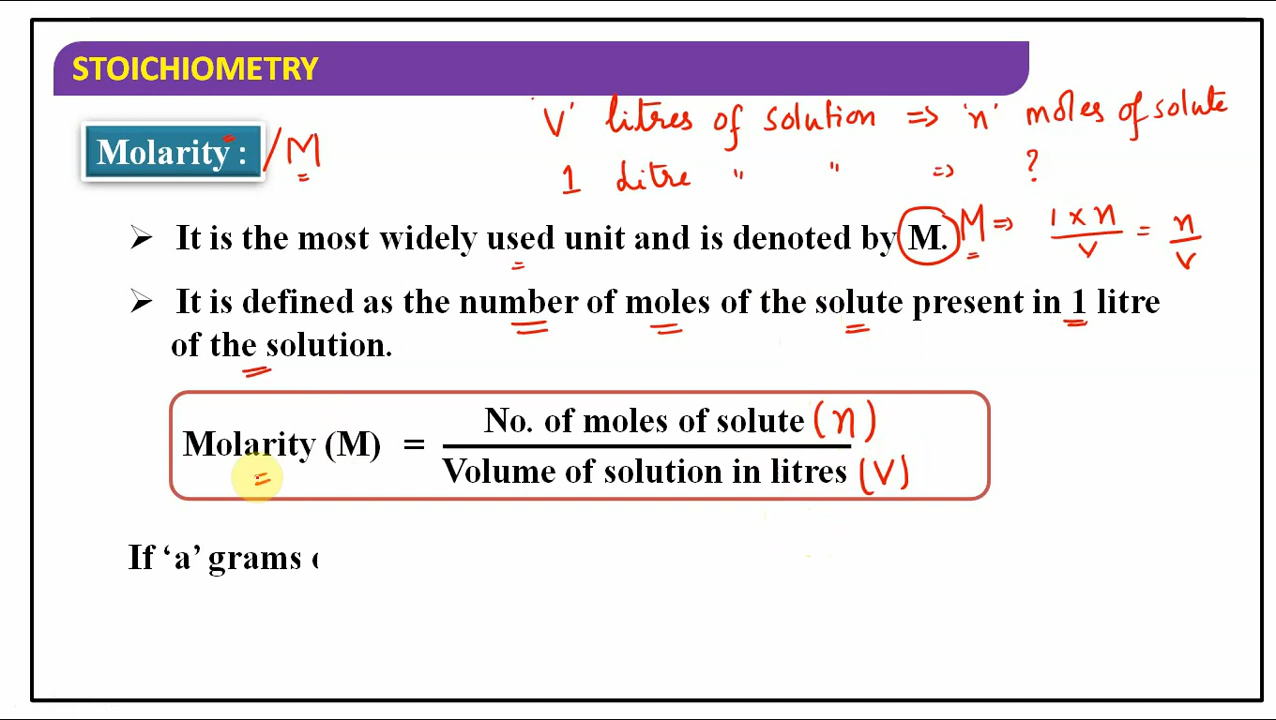 STOICHIOMETRY
'V' litres of solution => 'n' moles of solute
Molarity : / M
1 Litre " " => ?
➢ It is the most widely used unit and is denoted by M. M => 1 x n / V = n / V
➢ It is defined as the number of moles of the solute present in 1 litre
of the solution.
No. of moles of solute (n)
Molarity (M) =
Volume of solution in litres (V)
If ‘a’ grams